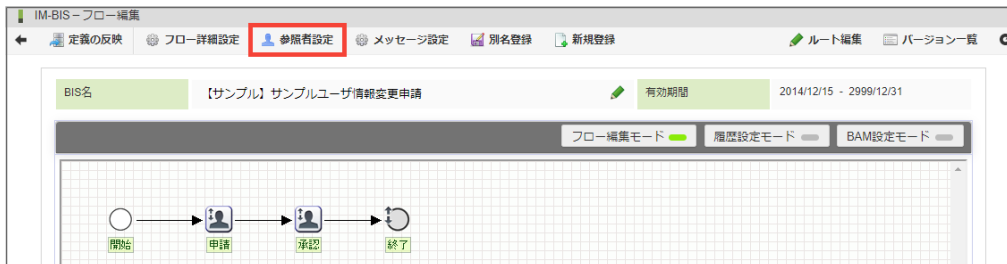 IM-BIS－フロー編集
定義の反映 フロー詳細設定 参照者設定 メッセージ設定 別名登録 新規登録 ルート編集 バージョン一覧
BIS名 【サンプル】サンプルユーザ情報変更申請 有効期間 2014/12/15 - 2999/12/31
フロー編集モード 履歴設定モード BAM設定モード
開始 申請 承認 終了